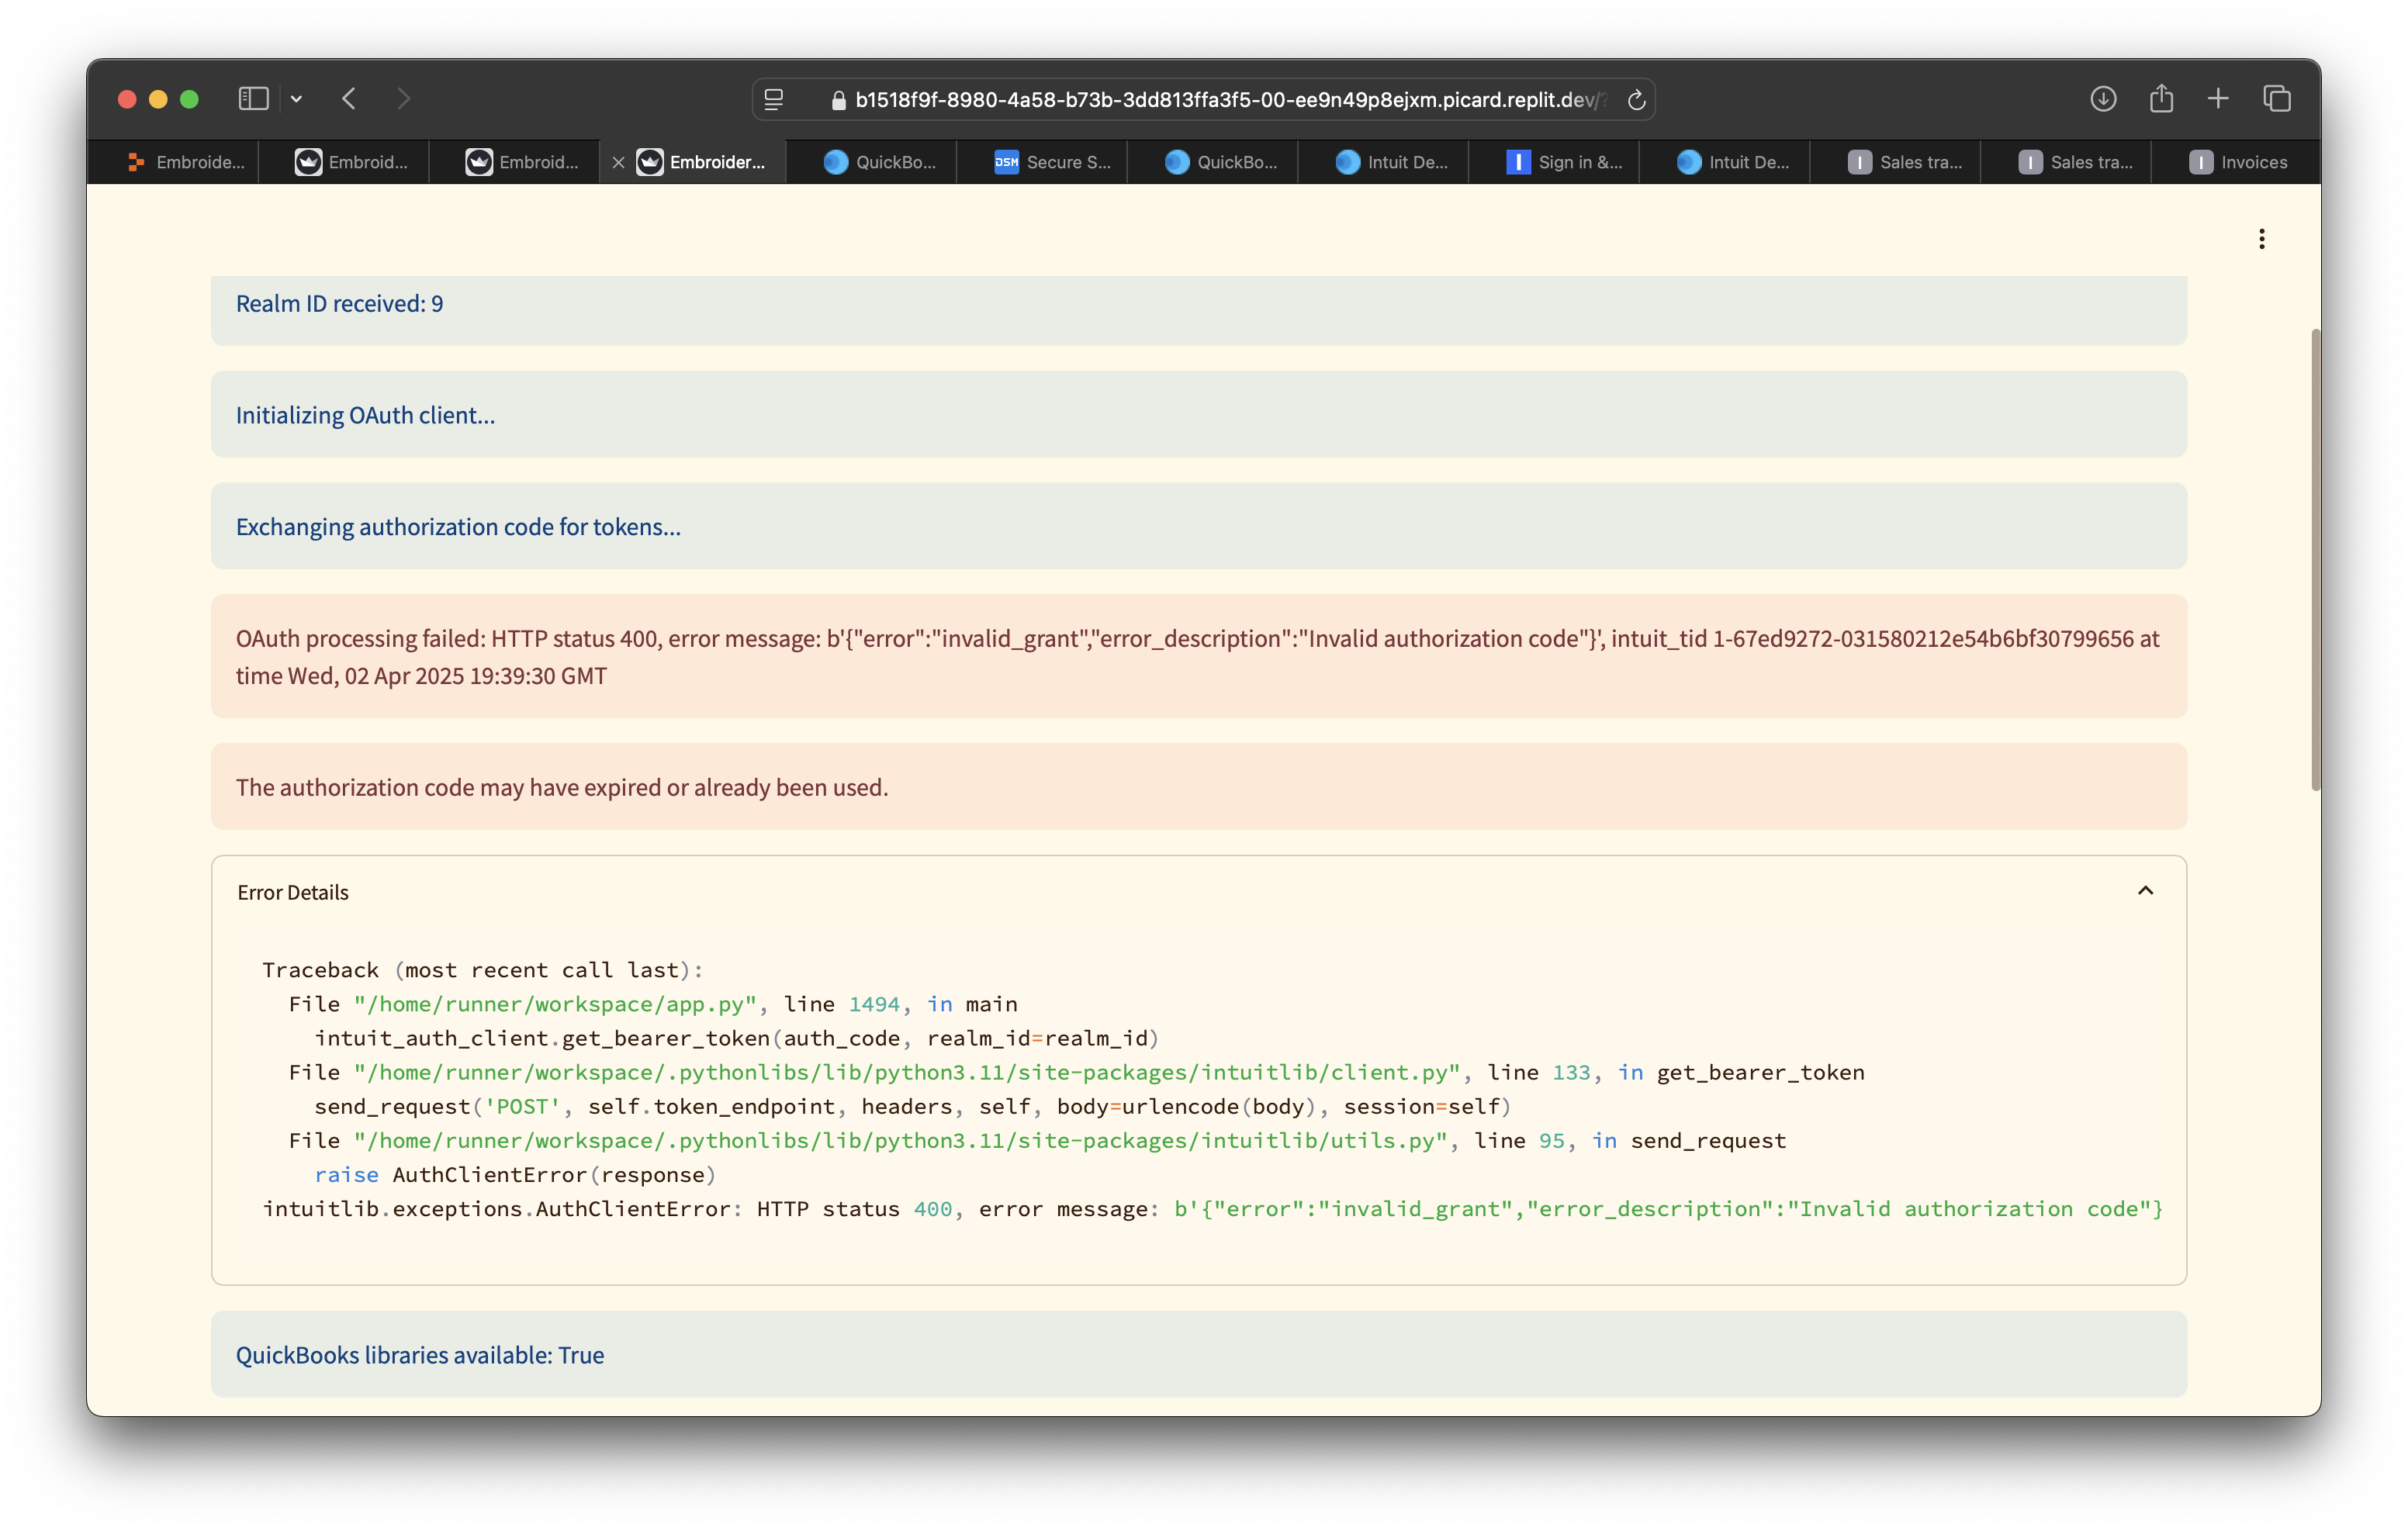 b1518f9f-8980-4a58-b73b-3dd813ffa3f5-00-ee9n49p8ejxm.picard.replit.dev/?
Embroide...
Embroid...
Embroid...
Embroider...
QuickBo...
DSM Secure S...
QuickBo...
Intuit De...
Sign in &...
Intuit De...
I Sales tra...
I Sales tra...
I Invoices
Realm ID received: 9
Initializing OAuth client...
Exchanging authorization code for tokens...
OAuth processing failed: HTTP status 400, error message: b'{"error":"invalid_grant","error_description":"Invalid authorization code"}', intuit_tid 1-67ed9272-031580212e54b6bf30799656 at
time Wed, 02 Apr 2025 19:39:30 GMT
The authorization code may have expired or already been used.
Error Details
Traceback (most recent call last):
  File "/home/runner/workspace/app.py", line 1494, in main
    intuit_auth_client.get_bearer_token(auth_code, realm_id=realm_id)
  File "/home/runner/workspace/.pythonlibs/lib/python3.11/site-packages/intuitlib/client.py", line 133, in get_bearer_token
    send_request('POST', self.token_endpoint, headers, self, body=urlencode(body), session=self)
  File "/home/runner/workspace/.pythonlibs/lib/python3.11/site-packages/intuitlib/utils.py", line 95, in send_request
    raise AuthClientError(response)
intuitlib.exceptions.AuthClientError: HTTP status 400, error message: b'{"error":"invalid_grant","error_description":"Invalid authorization code"}
QuickBooks libraries available: True